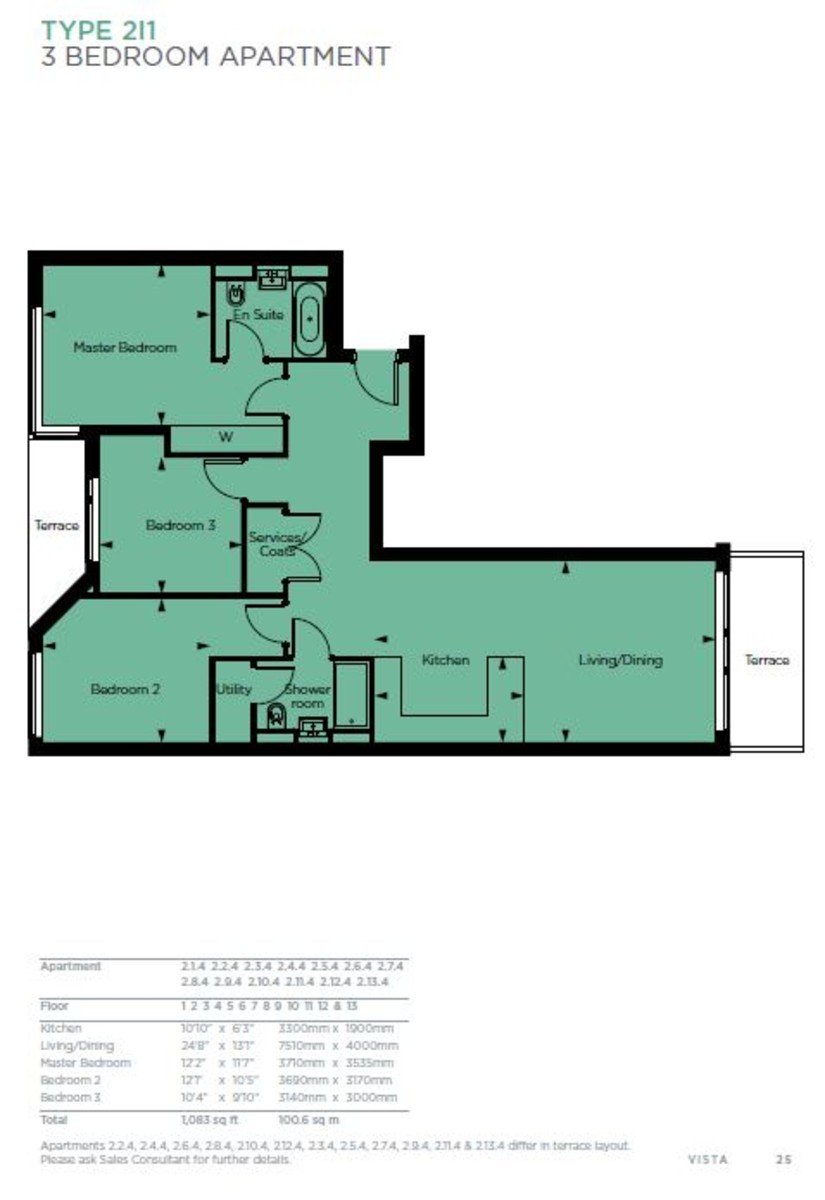 TYPE 2I1
3 BEDROOM APARTMENT
En Suite
Master Bedroom
W
Terrace
Bedroom 3
Services/
Coats
Kitchen
Living/Dining
Terrace
Bedroom 2
Utility
Shower
room
Apartment 2.1.4 2.2.4 2.3.4 2.4.4 2.5.4 2.6.4 2.7.4
2.8.4 2.9.4 2.10.4 2.11.4 2.12.4 2.13.4
Floor 1 2 3 4 5 6 7 8 9 10 11 12 & 13
Kitchen 10'10" x 6'3" 3300mm x 1900mm
Living/Dining 24'8" x 13'1" 7510mm x 4000mm
Master Bedroom 12'2" x 11'7" 3710mm x 3535mm
Bedroom 2 12'1" x 10'5" 3690mm x 3170mm
Bedroom 3 10'4" x 9'10" 3140mm x 3000mm
Total 1,083 sq ft 100.6 sq m
Apartments 2.2.4, 2.4.4, 2.6.4, 2.8.4, 2.10.4, 2.12.4, 2.3.4, 2.5.4, 2.7.4, 2.9.4, 2.11.4 & 2.13.4 differ in terrace layout.
Please ask Sales Consultant for further details.
VISTA 25